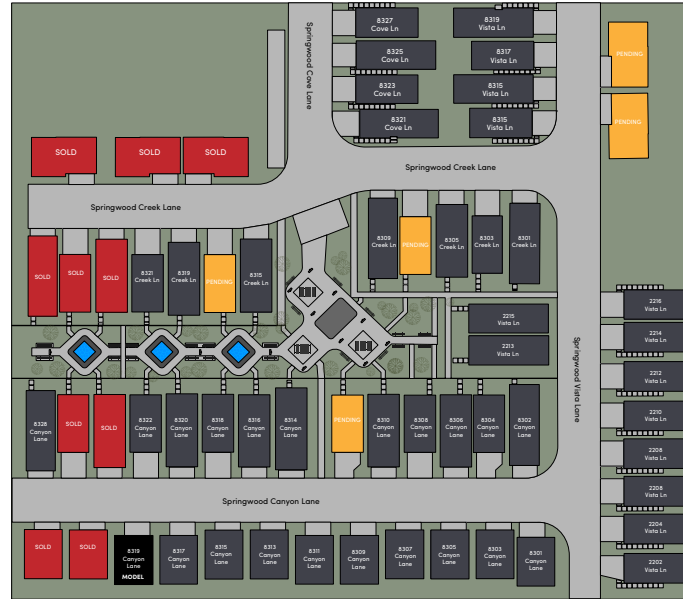 8327
Cove Ln
8319
Vista Ln
8325
Cove Ln
8317
Vista Ln
8323
Cove Ln
8315
Vista Ln
8321
Cove Ln
8315
Vista Ln
PENDING
PENDING
Springwood Cove Lane
SOLD
SOLD
SOLD
Springwood Creek Lane
Springwood Creek Lane
SOLD
SOLD
SOLD
8321
Creek Ln
8319
Creek Ln
PENDING
8315
Creek Ln
8309
Creek Ln
PENDING
8305
Creek Ln
8303
Creek Ln
8301
Creek Ln
2215
Vista Ln
2213
Vista Ln
Springwood Vista Lane
2216
Vista Ln
2214
Vista Ln
2212
Vista Ln
2210
Vista Ln
2208
Vista Ln
2208
Vista Ln
2204
Vista Ln
2202
Vista Ln
8328
Canyon
Lane
SOLD
SOLD
8322
Canyon
Lane
8320
Canyon
Lane
8318
Canyon
Lane
8316
Canyon
Lane
8314
Canyon
Lane
PENDING
8310
Canyon
Lane
8308
Canyon
Lane
8306
Canyon
Lane
8304
Canyon
Lane
8302
Canyon
Lane
Springwood Canyon Lane
SOLD
SOLD
8319
Canyon
Lane
MODEL
8317
Canyon
Lane
8315
Canyon
Lane
8313
Canyon
Lane
8311
Canyon
Lane
8309
Canyon
Lane
8307
Canyon
Lane
8305
Canyon
Lane
8303
Canyon
Lane
8301
Canyon
Lane